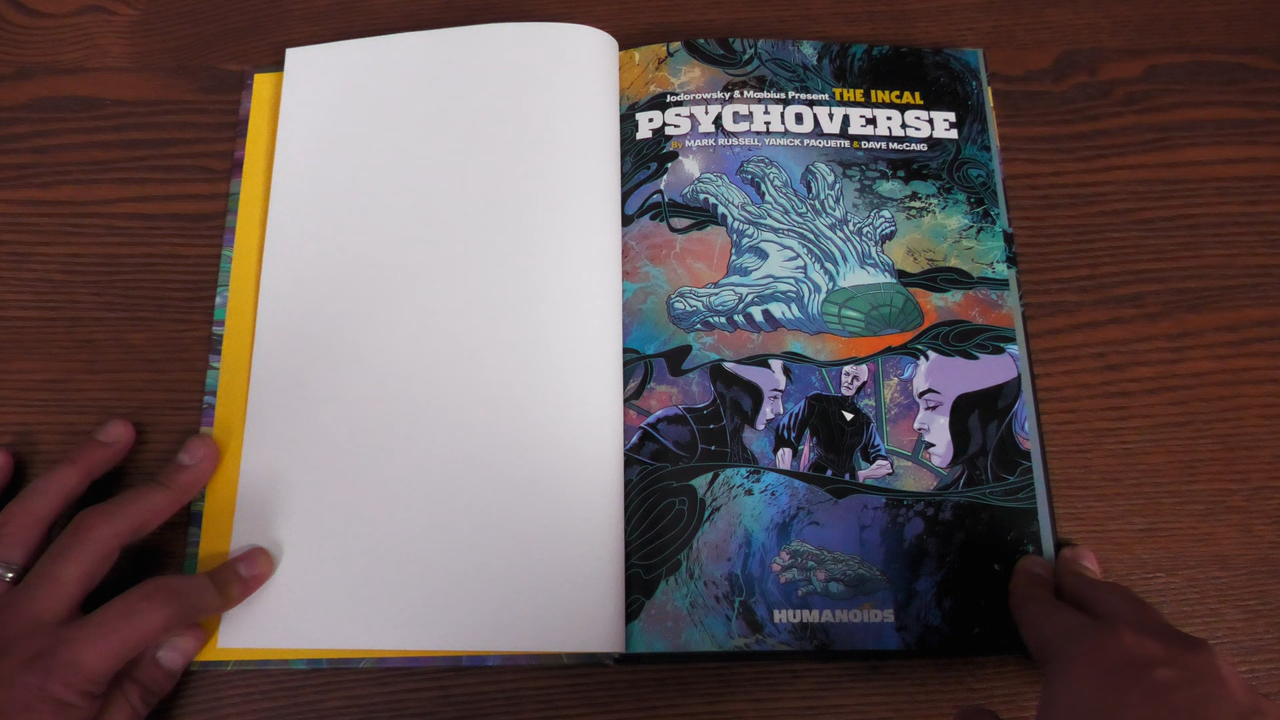 Jodorowsky & Mœbius Present THE INCAL
PSYCHOVERSE
By MARK RUSSELL, YANICK PAQUETTE & DAVE McCAIG
HUMANOIDS